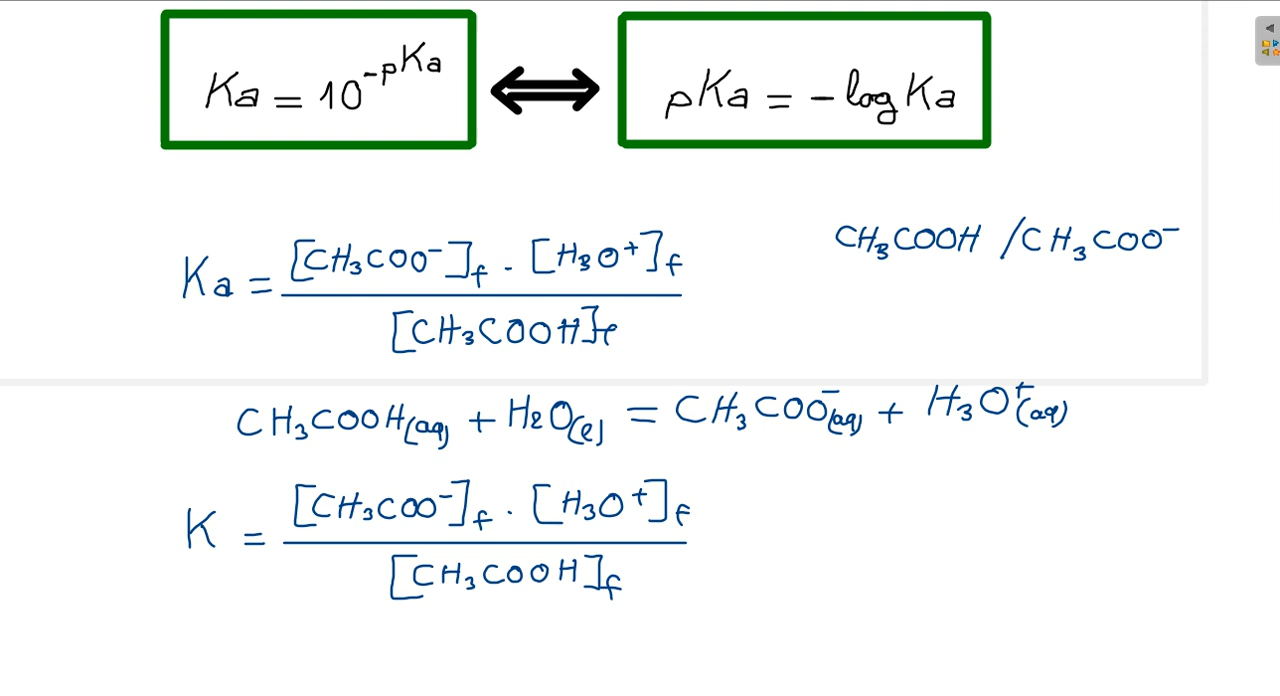 Ka = 10^-pKa ⟺ pKa = -log Ka
CH₃COOH / CH₃COO⁻
Ka = [CH₃COO⁻]f . [H₃O⁺]f / [CH₃COOH]f
CH₃COOH(aq) + H₂O(l) = CH₃COO⁻(aq) + H₃O⁺(aq)
K = [CH₃COO⁻]f . [H₃O⁺]f / [CH₃COOH]f